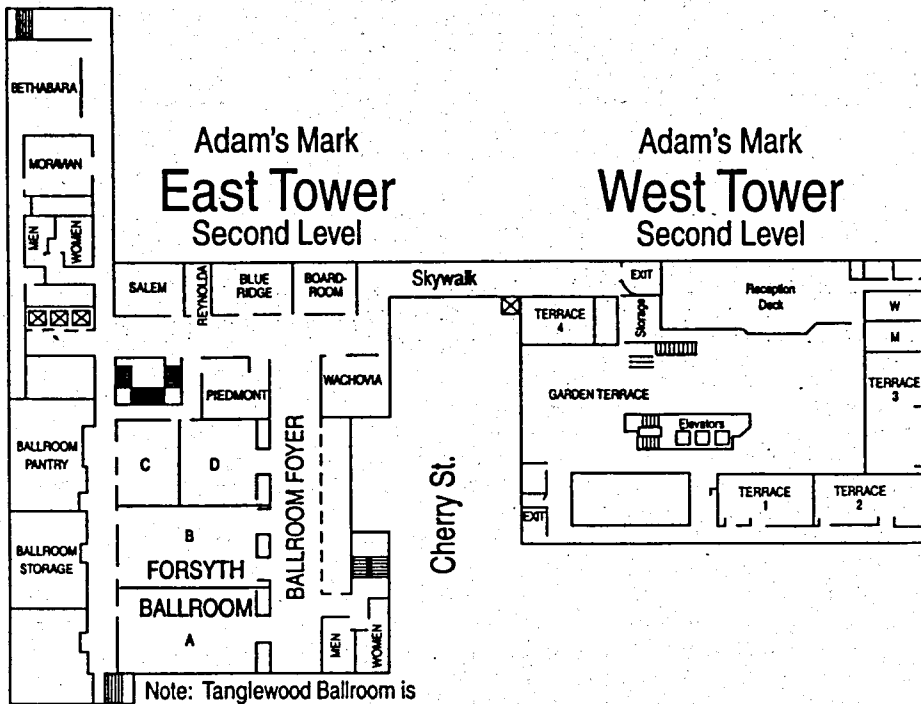 BETHABARA
MORAVIAN
MEN
WOMEN
Adam's Mark
East Tower
Second Level
Adam's Mark
West Tower
Second Level
SALEM
REYNOLDA
BLUE
RIDGE
BOARD-
ROOM
Skywalk
EXIT
Storage
Reception
Deck
TERRACE
4
W
M
TERRACE
3
PIEDMONT
WACHOVIA
GARDEN TERRACE
Elevators
BALLROOM
PANTRY
C
D
BALLROOM FOYER
Cherry St.
TERRACE
1
TERRACE
2
EXIT
BALLROOM
STORAGE
B
FORSYTH
BALLROOM
A
MEN
WOMEN
Note: Tanglewood Ballroom is